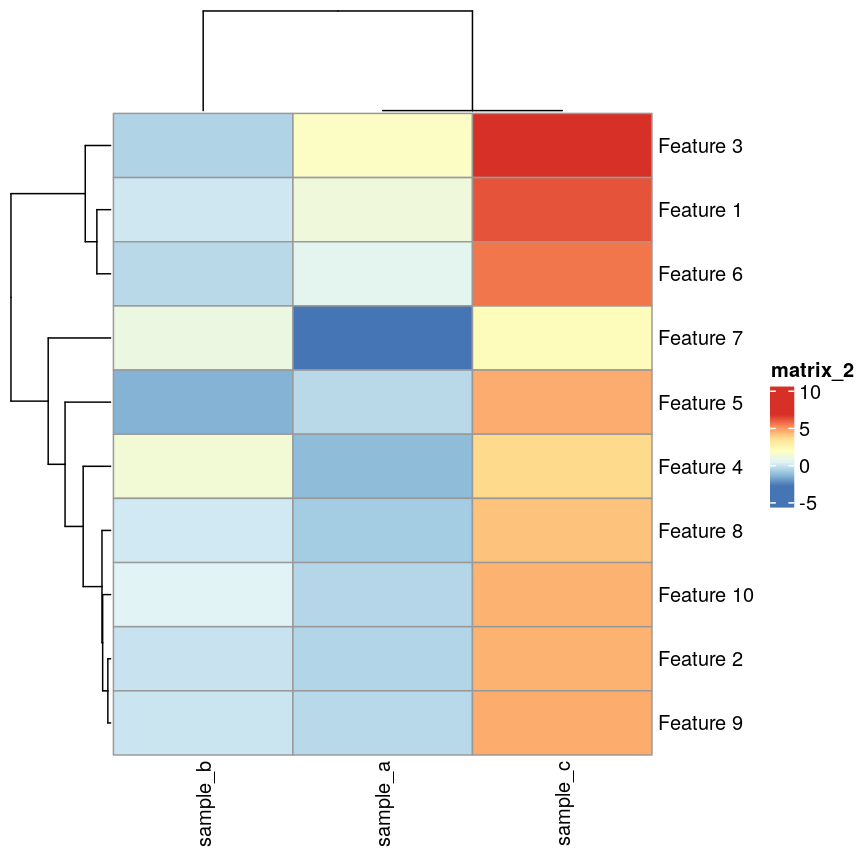 Feature 3
Feature 1
Feature 6
Feature 7
Feature 5
Feature 4
Feature 8
Feature 10
Feature 2
Feature 9
matrix_2
10
5
0
-5
sample_b
sample_a
sample_c